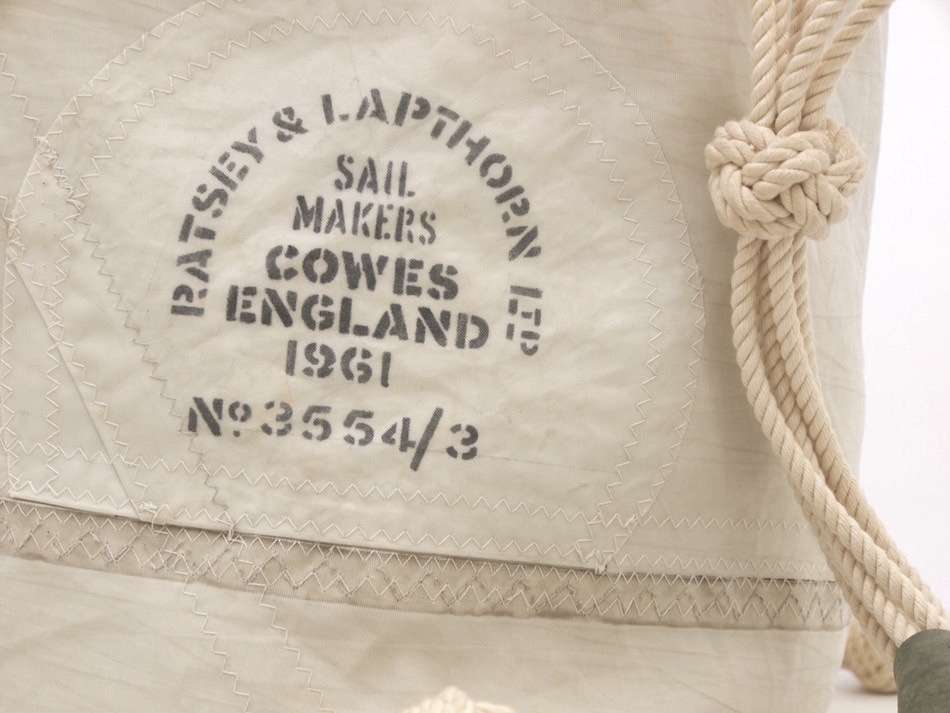 RATSEY & LAPTHORN LTD
SAIL
MAKERS
COWES
ENGLAND
1961
Nº 3554/3